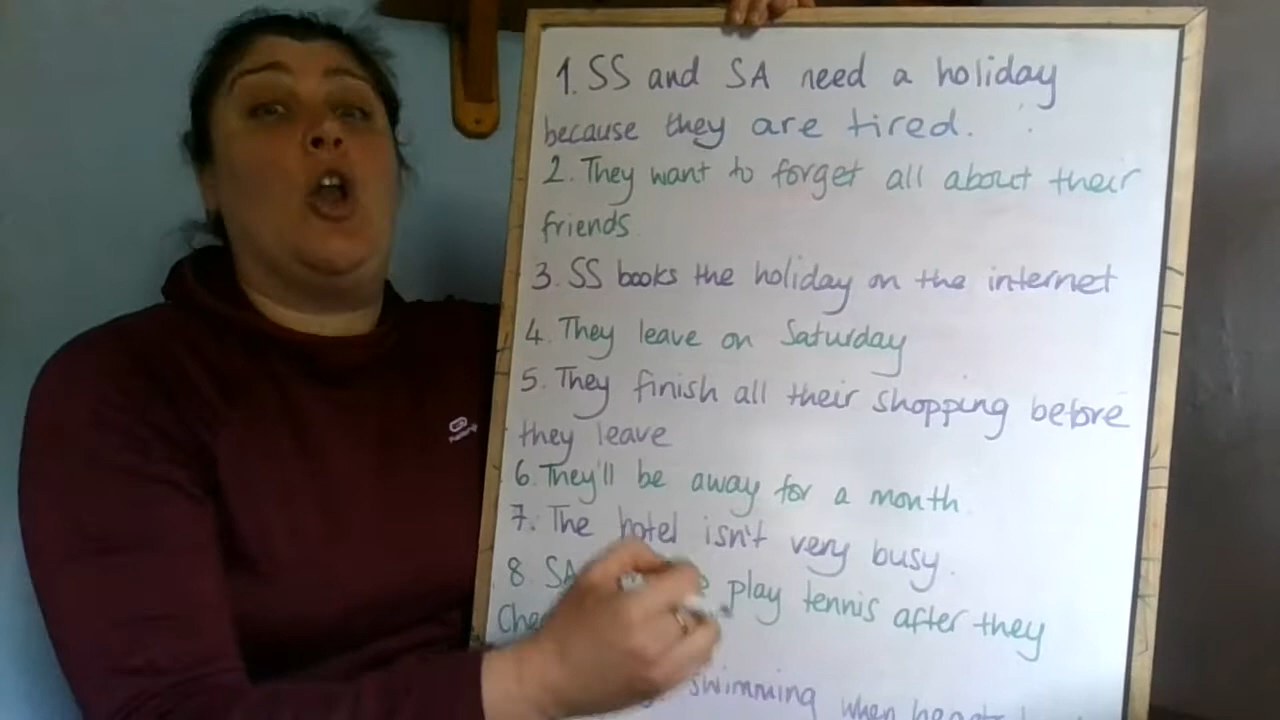 1. SS and SA need a holiday
because they are tired.
2. They want to forget all about their
friends
3. SS books the holiday on the internet
4. They leave on Saturday
5. They finish all their shopping before
they leave
6. They'll be away for a month
7. The hotel isn't very busy.
8 SA play tennis after they
swimming when